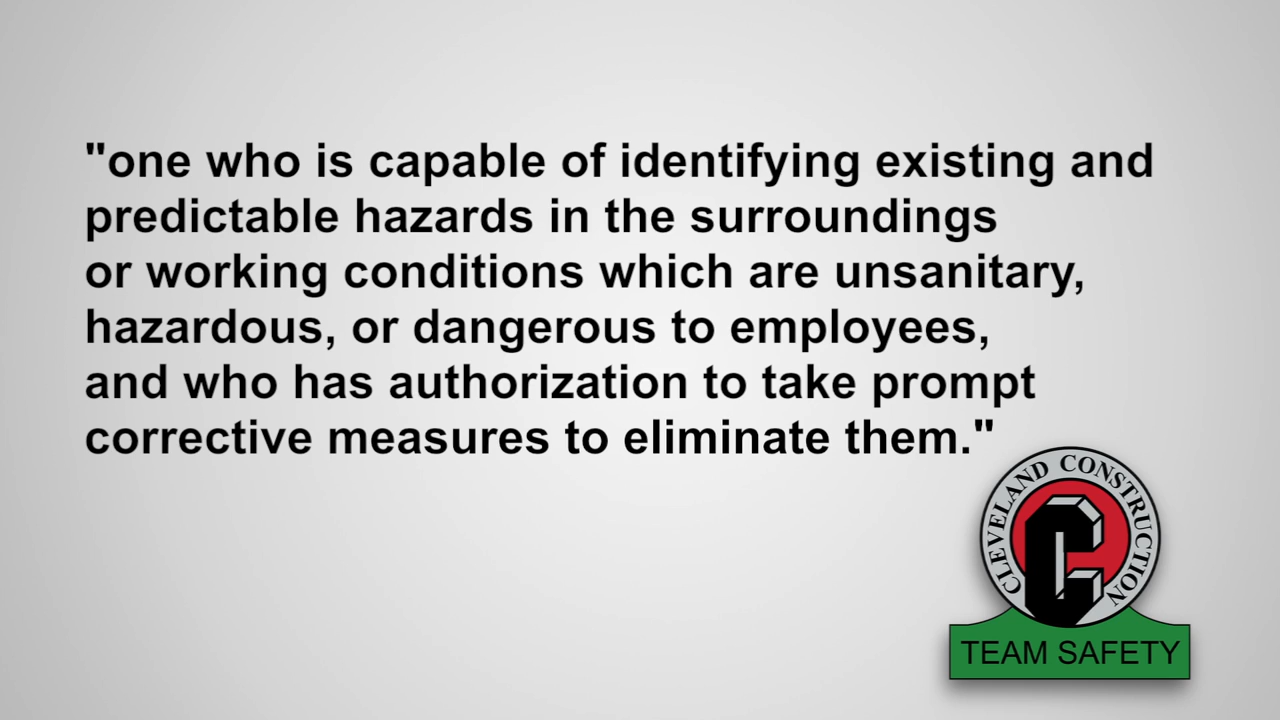 "one who is capable of identifying existing and
predictable hazards in the surroundings
or working conditions which are unsanitary,
hazardous, or dangerous to employees,
and who has authorization to take prompt
corrective measures to eliminate them."
CLEVELAND CONSTRUCTION
C
TEAM SAFETY